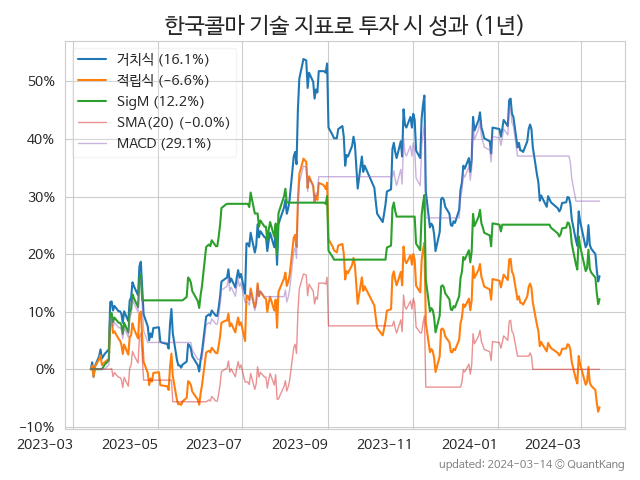 한국콜마 기술 지표로 투자 시 성과 (1년)
거치식 (16.1%)
적립식 (−6.6%)
SigM (12.2%)
SMA(20) (−0.0%)
MACD (29.1%)
50%
40%
30%
20%
10%
0%
−10%
2023-03 2023-05 2023-07 2023-09 2023-11 2024-01 2024-03
updated: 2024-03-14 © QuantKang